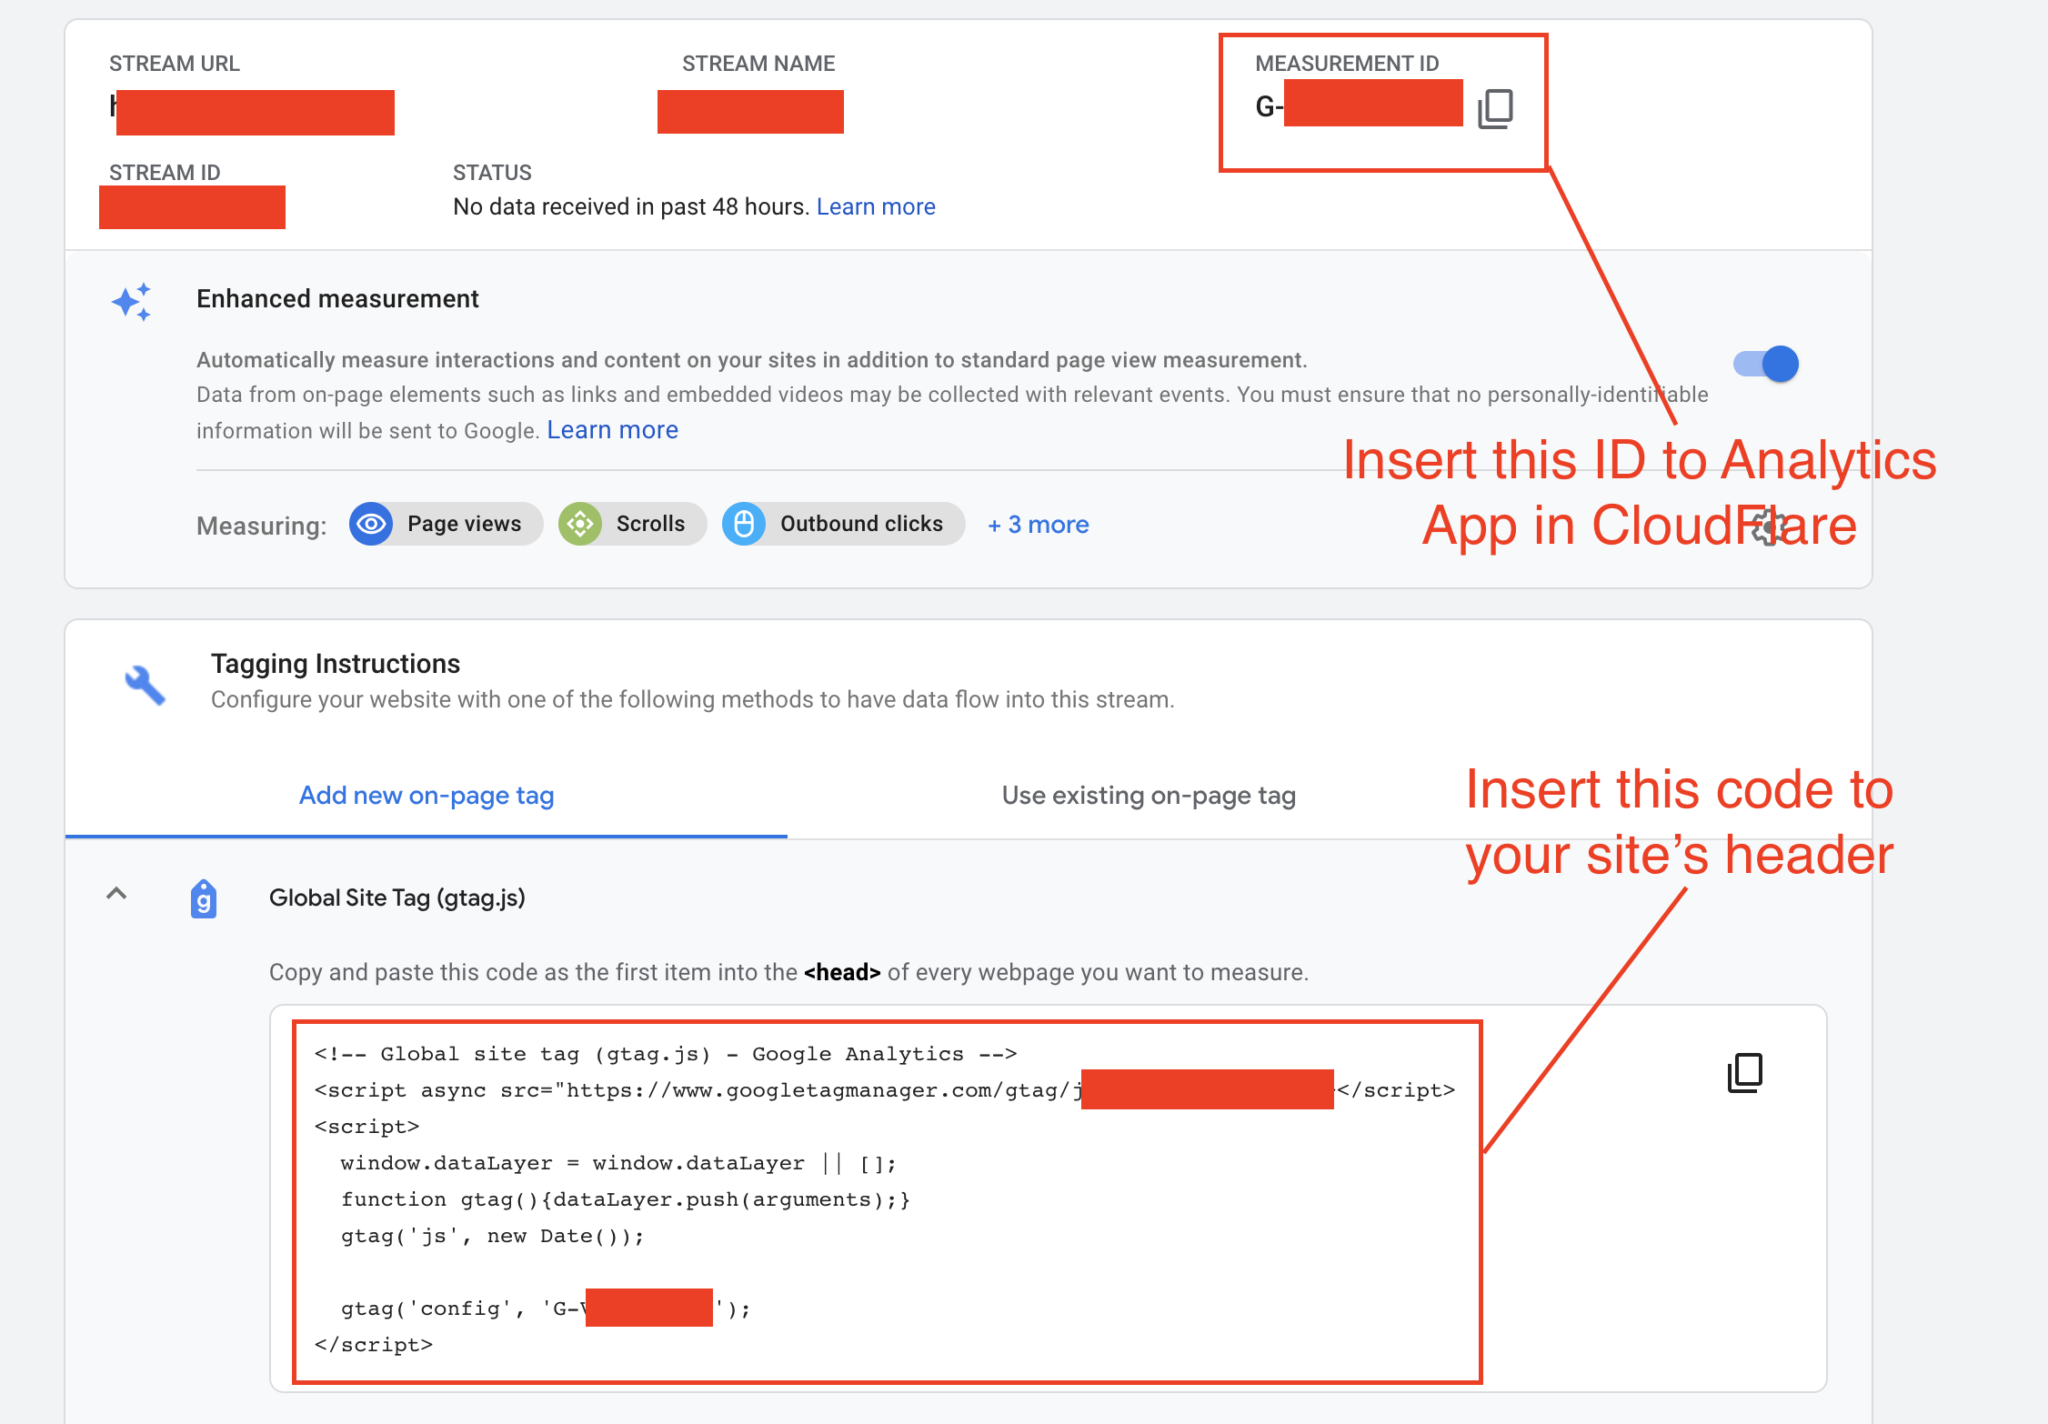 STREAM URL
STREAM NAME
MEASUREMENT ID
G-
STREAM ID
STATUS
No data received in past 48 hours. Learn more
Enhanced measurement
Automatically measure interactions and content on your sites in addition to standard page view measurement.
Data from on-page elements such as links and embedded videos may be collected with relevant events. You must ensure that no personally-identifiable
information will be sent to Google. Learn more
Insert this ID to Analytics
App in CloudFlare
Measuring:
Page views
Scrolls
Outbound clicks
+ 3 more
Tagging Instructions
Configure your website with one of the following methods to have data flow into this stream.
Add new on-page tag
Use existing on-page tag
Insert this code to
your site's header
g
Global Site Tag (gtag.js)
Copy and paste this code as the first item into the <head> of every webpage you want to measure.
<!-- Global site tag (gtag.js) - Google Analytics -->
<script async src="https://www.googletagmanager.com/gtag/j </script>
<script>
window.dataLayer = window.dataLayer || [];
function gtag(){dataLayer.push(arguments);}
gtag('js', new Date());
gtag('config', 'G- ');
</script>